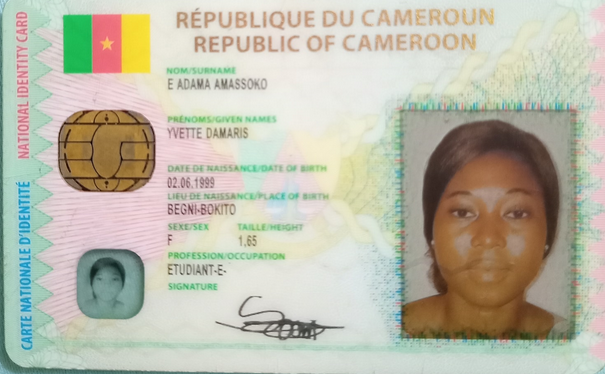 RÉPUBLIQUE DU CAMEROUN
REPUBLIC OF CAMEROON
NATIONAL IDENTITY CARD
CARTE NATIONALE D'IDENTITÉ
NOM/SURNAME
E ADAMA AMASSOKO
PRÉNOMS/GIVEN NAMES
YVETTE DAMARIS
DATE DE NAISSANCE/DATE OF BIRTH
02.06.1999
LIEU DE NAISSANCE/PLACE OF BIRTH
BEGNI-BOKITO
SEXE/SEX TAILLE/HEIGHT
F 1,65
PROFESSION/OCCUPATION
ETUDIANT-E-
SIGNATURE